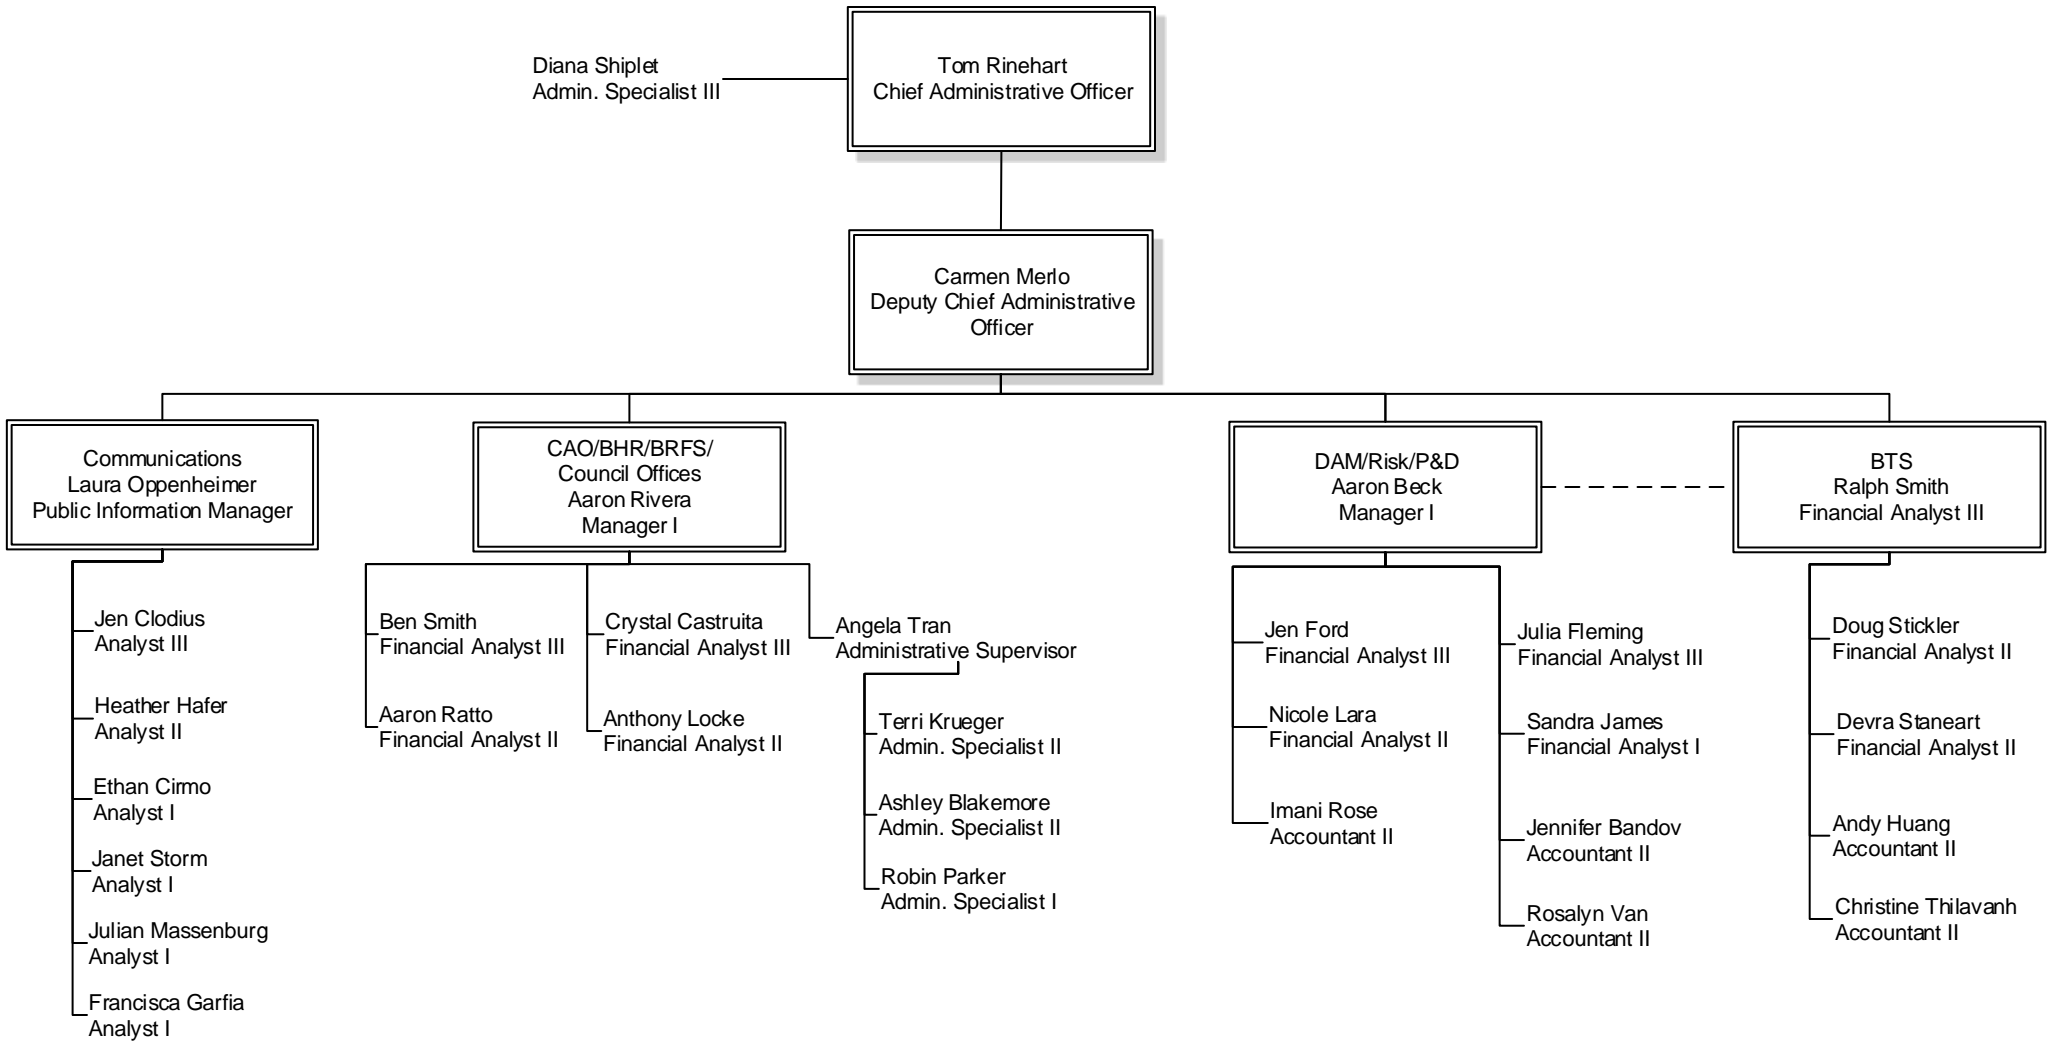 Diana Shiplet
Admin. Specialist III
Tom Rinehart
Chief Administrative Officer
Carmen Merlo
Deputy Chief Administrative
Officer
Communications
Laura Oppenheimer
Public Information Manager
CAO/BHR/BRFS/
Council Offices
Aaron Rivera
Manager I
DAM/Risk/P&D
Aaron Beck
Manager I
BTS
Ralph Smith
Financial Analyst III
Jen Clodius
Analyst III
Heather Hafer
Analyst II
Ethan Cirmo
Analyst I
Janet Storm
Analyst I
Julian Massenburg
Analyst I
Francisca Garfia
Analyst I
Ben Smith
Financial Analyst III
Aaron Ratto
Financial Analyst II
Crystal Castruita
Financial Analyst III
Anthony Locke
Financial Analyst II
Angela Tran
Administrative Supervisor
Terri Krueger
Admin. Specialist II
Ashley Blakemore
Admin. Specialist II
Robin Parker
Admin. Specialist I
Jen Ford
Financial Analyst III
Nicole Lara
Financial Analyst II
Imani Rose
Accountant II
Julia Fleming
Financial Analyst III
Sandra James
Financial Analyst I
Jennifer Bandov
Accountant II
Rosalyn Van
Accountant II
Doug Stickler
Financial Analyst II
Devra Staneart
Financial Analyst II
Andy Huang
Accountant II
Christine Thilavanh
Accountant II